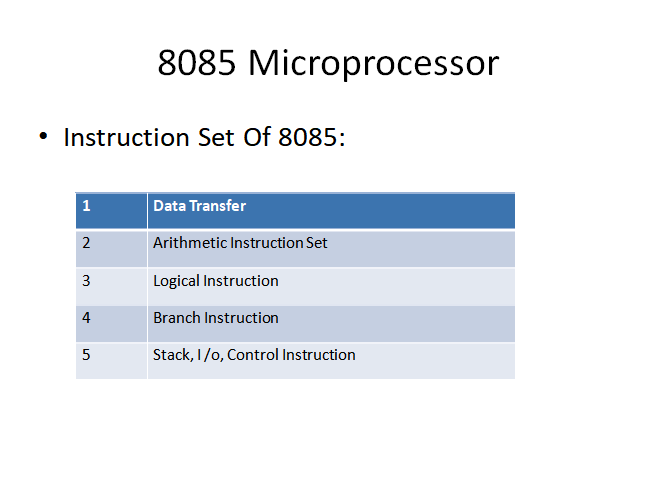 8085 Microprocessor
• Instruction Set Of 8085:
1 Data Transfer
2 Arithmetic Instruction Set
3 Logical Instruction
4 Branch Instruction
5 Stack, I /o, Control Instruction